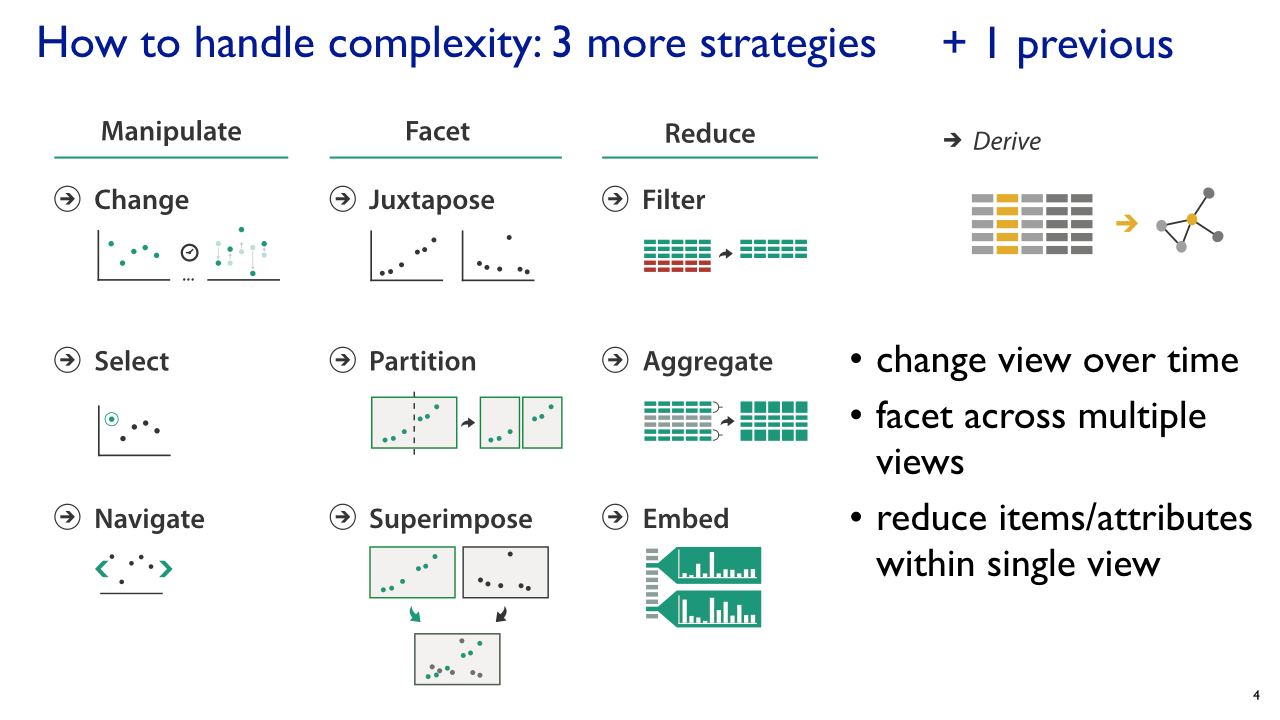 How to handle complexity: 3 more strategies + 1 previous
Manipulate
Change
...
Select
Navigate
Facet
Juxtapose
Partition
Superimpose
Reduce
Filter
Aggregate
Embed
→ Derive
• change view over time
• facet across multiple
views
• reduce items/attributes
within single view
4